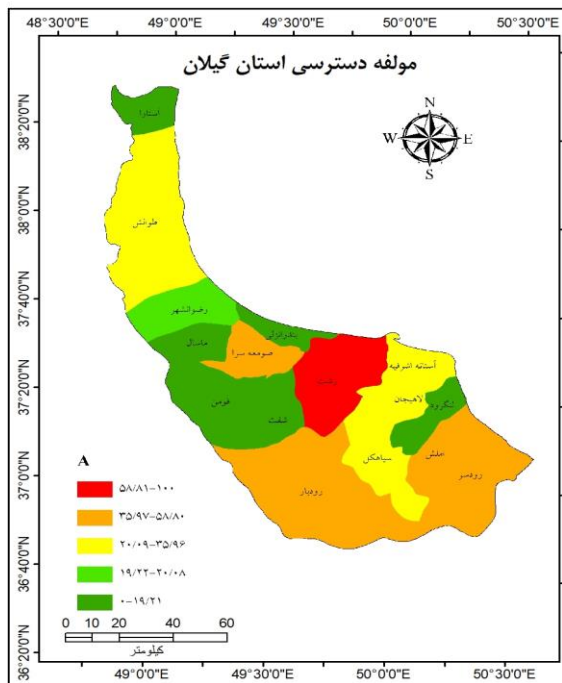 48°30'0"E 49°0'0"E 49°30'0"E 50°0'0"E 50°30'0"E
مولفه دسترسی استان گیلان
N
W E
S
38°20'0"N
38°0'0"N
37°40'0"N
37°20'0"N
37°0'0"N
36°40'0"N
36°20'0"N
آستارا
طوالش
رضوانشهر
بندرانزلی
ماسال
صومعه سرا
رشت
آستانه اشرفیه
لاهیجان
لنگرود
فومن
شفت
سیاهکل
املش
رودسر
رودبار
A
۵۸/۸۱-۱۰۰
۳۵/۹۷-۵۸/۸۰
۲۰/۰۹-۳۵/۹۶
۱۹/۲۲-۲۰/۰۸
۰-۱۹/۲۱
0 5 10 20 40 60
کیلومتر
49°0'0"E 49°30'0"E 50°0'0"E 50°30'0"E